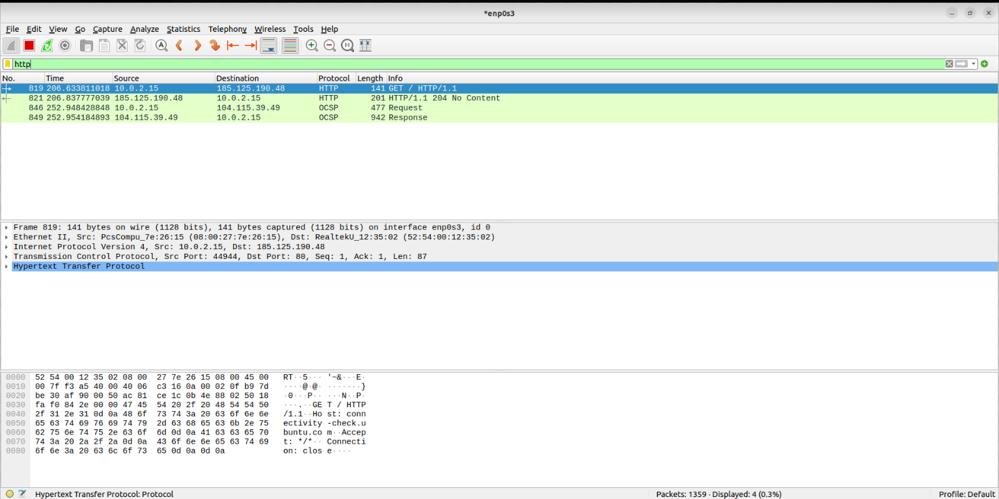 *enp0s3
File Edit View Go Capture Analyze Statistics Telephony Wireless Tools Help
http
No. Time Source Destination Protocol Length Info
819 206.633811018 10.0.2.15 185.125.190.48 HTTP 141 GET / HTTP/1.1
821 206.837777039 185.125.190.48 10.0.2.15 HTTP 201 HTTP/1.1 204 No Content
846 252.948428848 10.0.2.15 104.115.39.49 OCSP 477 Request
849 252.954184893 104.115.39.49 10.0.2.15 OCSP 942 Response
Frame 819: 141 bytes on wire (1128 bits), 141 bytes captured (1128 bits) on interface enp0s3, id 0
Ethernet II, Src: PcsCompu_7e:26:15 (08:00:27:7e:26:15), Dst: RealtekU_12:35:02 (52:54:00:12:35:02)
Internet Protocol Version 4, Src: 10.0.2.15, Dst: 185.125.190.48
Transmission Control Protocol, Src Port: 44944, Dst Port: 80, Seq: 1, Ack: 1, Len: 87
Hypertext Transfer Protocol
0000 52 54 00 12 35 02 08 00 27 7e 26 15 08 00 45 00 RT··5··· '~&···E·
0010 00 7f f3 a5 40 00 40 06 c3 16 0a 00 02 0f b9 7d ····@·@· ·······}
0020 be 30 af 90 00 50 ac 81 ce 1c 0b 4e 88 02 50 18 ·0···P·· ···N··P·
0030 fa f0 84 2e 00 00 47 45 54 20 2f 20 48 54 54 50 ···.··GE T / HTTP
0040 2f 31 2e 31 0d 0a 48 6f 73 74 3a 20 63 6f 6e 6e /1.1··Ho st: conn
0050 65 63 74 69 76 69 74 79 2d 63 68 65 63 6b 2e 75 ectivity -check.u
0060 62 75 6e 74 75 2e 63 6f 6d 0d 0a 41 63 63 65 70 buntu.co m··Accep
0070 74 3a 20 2a 2f 2a 0d 0a 43 6f 6e 6e 65 63 74 69 t: */*·· Connecti
0080 6f 6e 3a 20 63 6c 6f 73 65 0d 0a 0d 0a on: clos e····
Hypertext Transfer Protocol: Protocol Packets: 1359 · Displayed: 4 (0.3%) Profile: Default